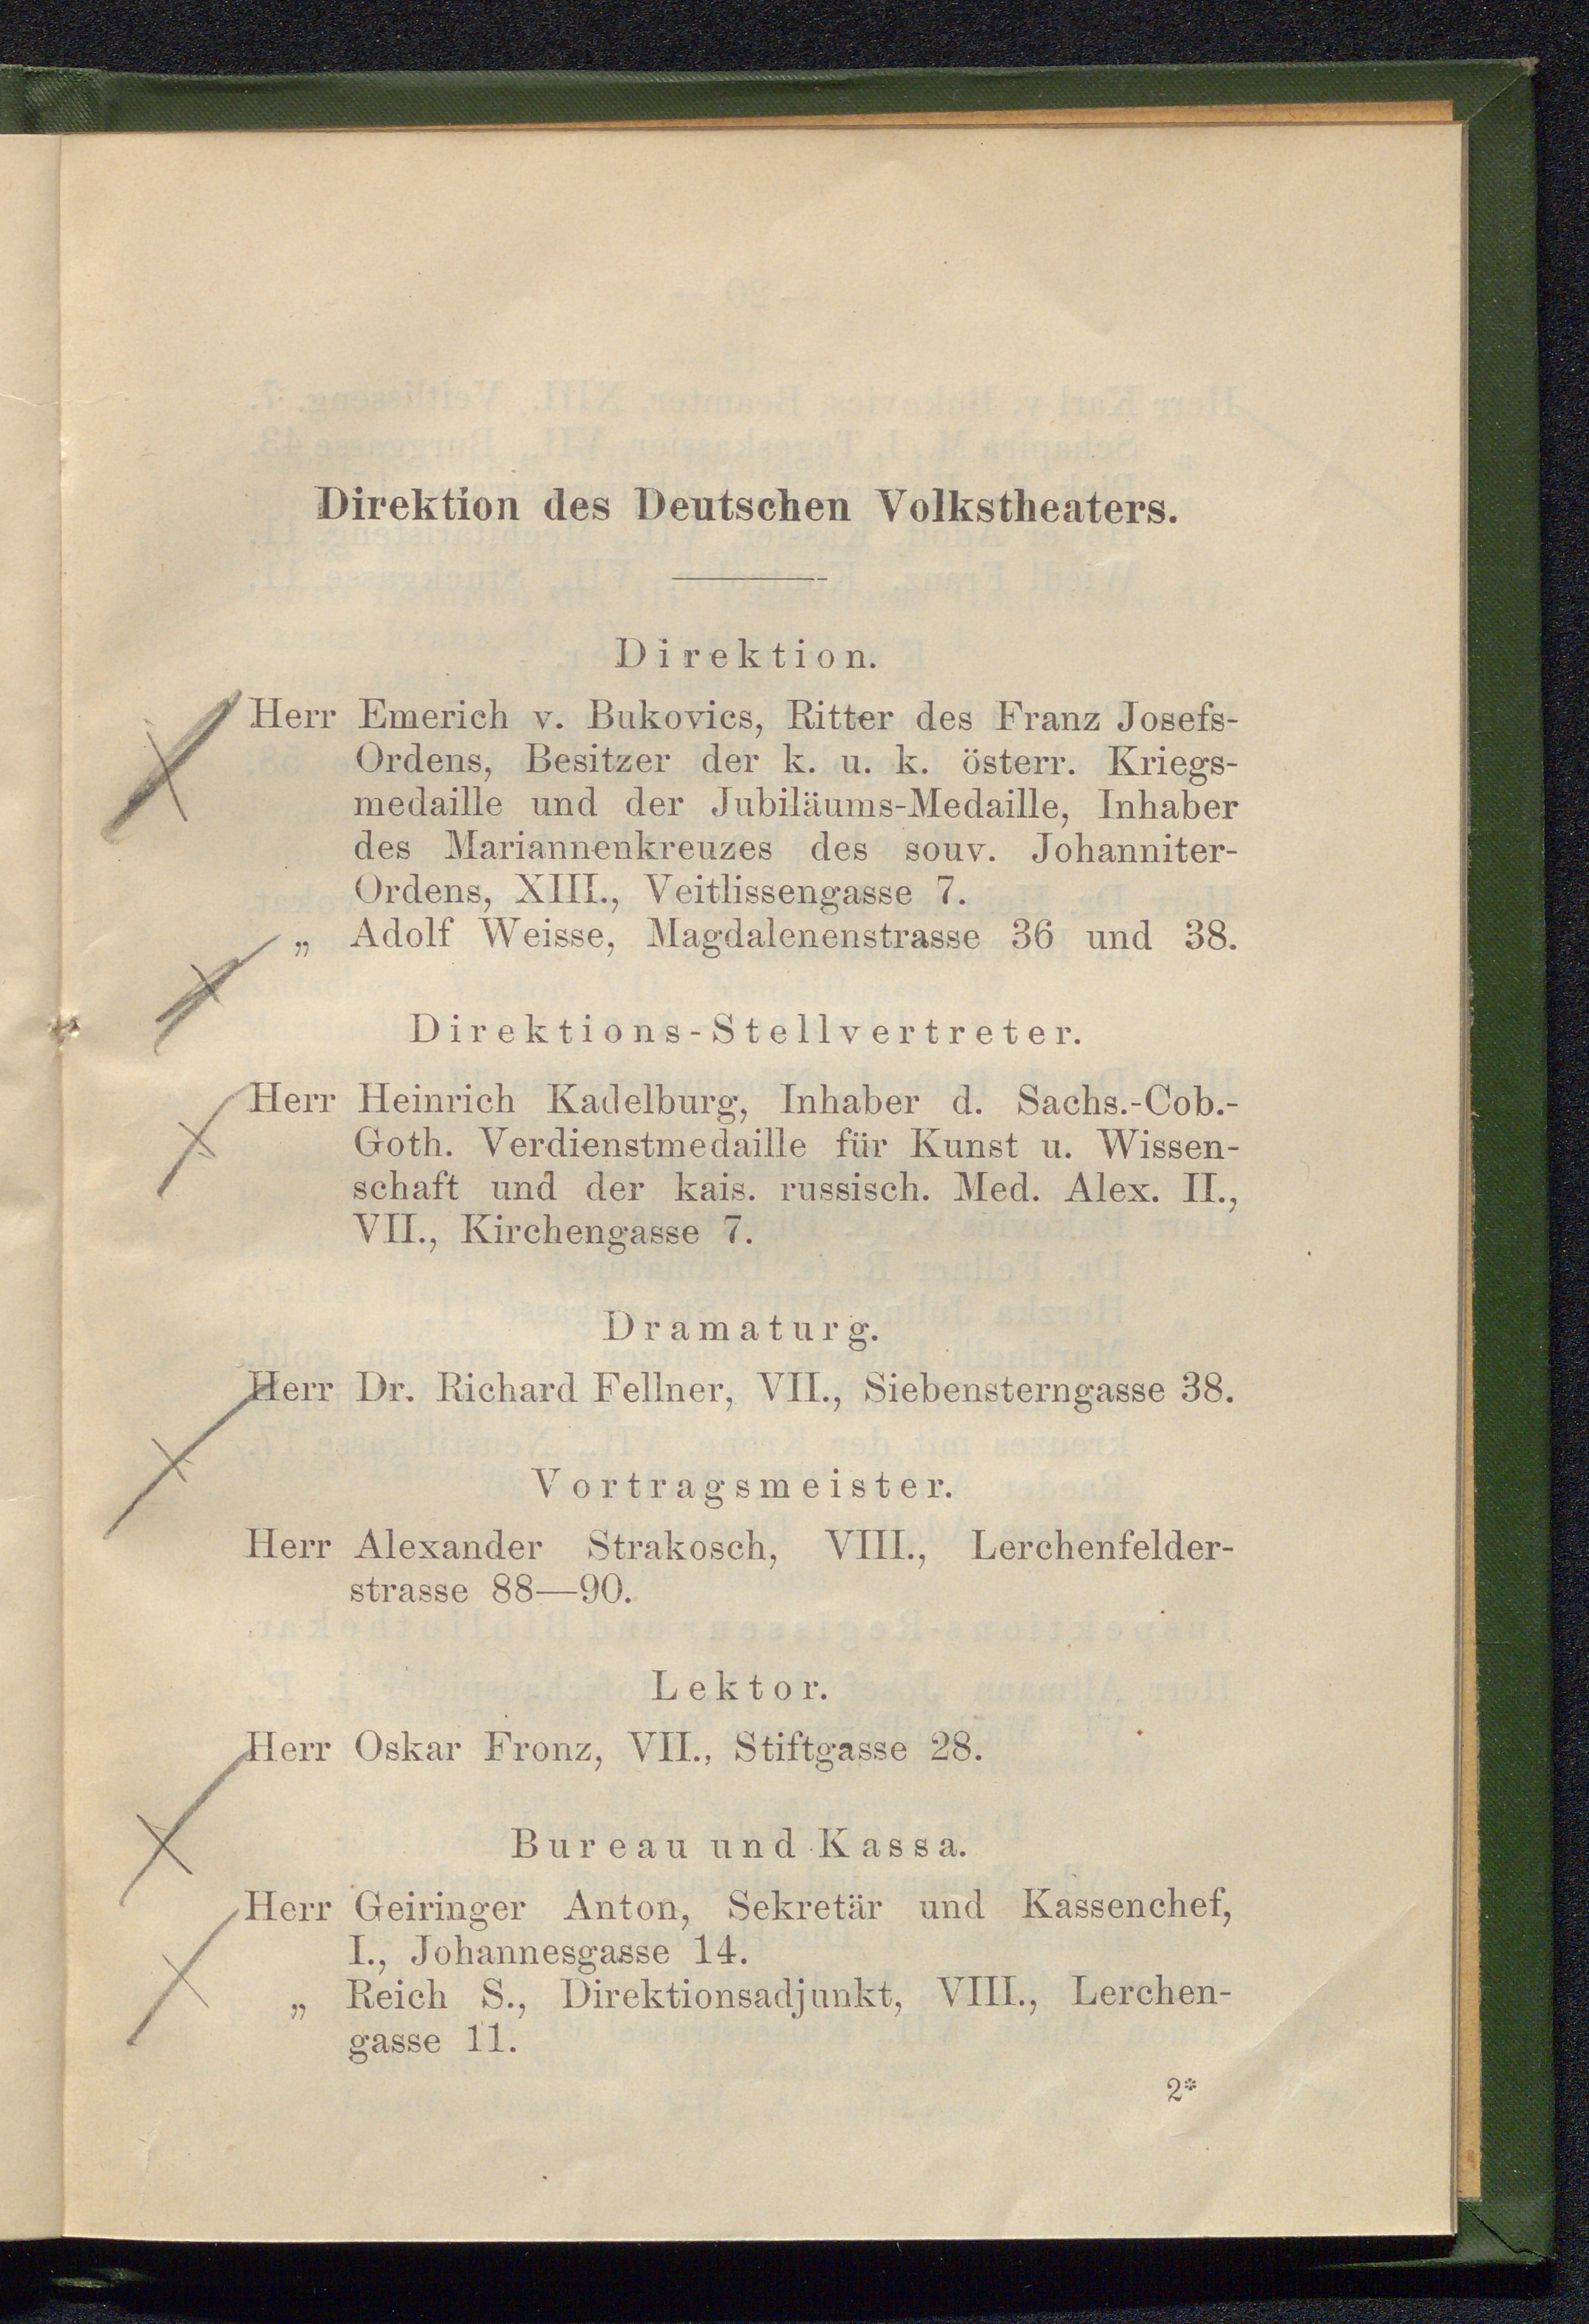 Direktion des Deutschen Volkstheaters.
Direktion.
Herr Emerich v. Bukovics, Ritter des Franz Josefs-
Ordens, Besitzer der k. u. k. österr. Kriegs-
medaille und der Jubiläums-Medaille, Inhaber
des Mariannenkreuzes des souv. Johanniter-
Ordens, XIII., Veitlissengasse 7.
„ Adolf Weisse, Magdalenenstrasse 36 und 38.
Direktions-Stellvertreter.
Herr Heinrich Kadelburg, Inhaber d. Sachs.-Cob.-
Goth. Verdienstmedaille für Kunst u. Wissen-
schaft und der kais. russisch. Med. Alex. II.,
VII., Kirchengasse 7.
Dramaturg.
Herr Dr. Richard Fellner, VII., Siebensterngasse 38.
Vortragsmeister.
Herr Alexander Strakosch, VIII., Lerchenfelder-
strasse 88—90.
Lektor.
Herr Oskar Fronz, VII., Stiftgasse 28.
Bureau und Kassa.
Herr Geiringer Anton, Sekretär und Kassenchef,
I., Johannesgasse 14.
„ Reich S., Direktionsadjunkt, VIII., Lerchen-
gasse 11.
2*